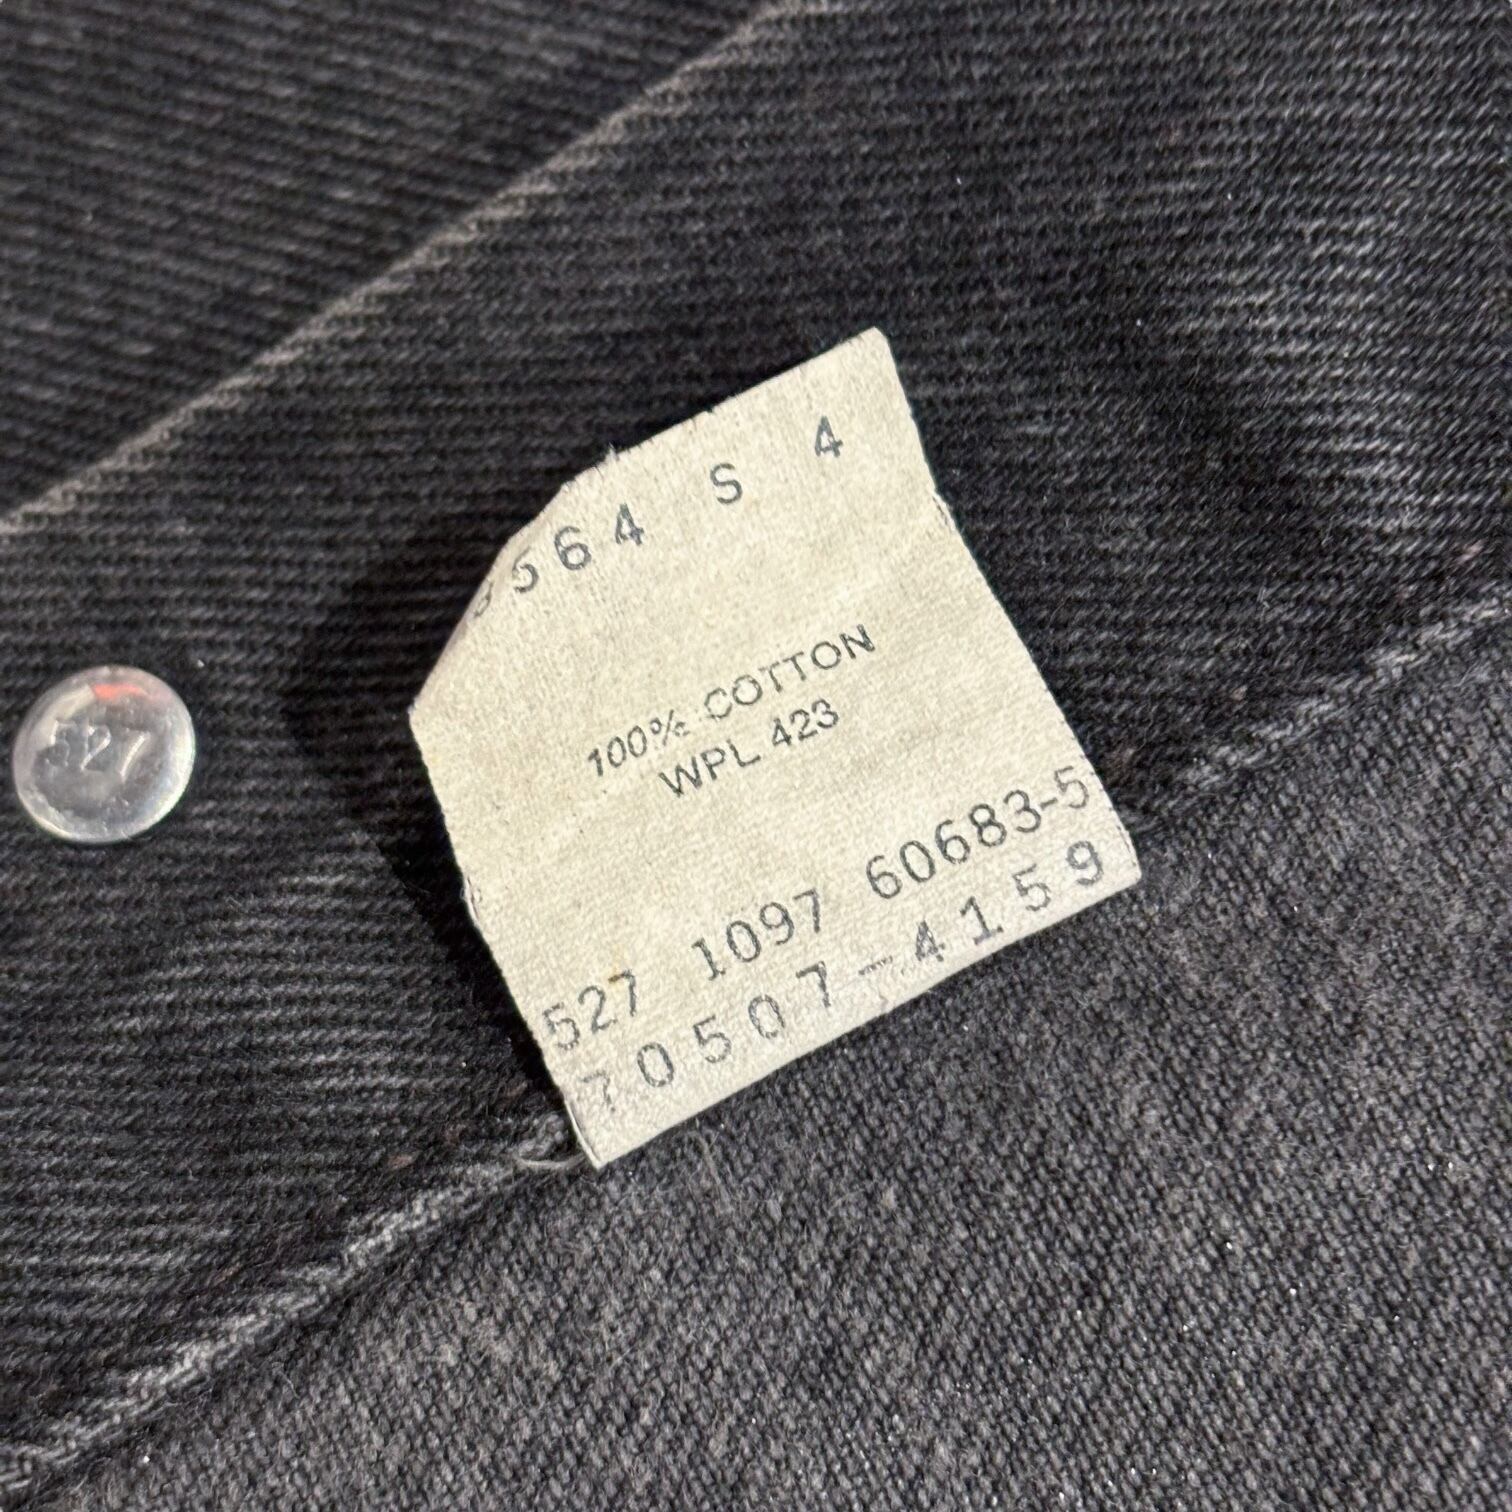 564 S 4
100% COTTON
WPL 423
527 1097 60683-5
70507-4159
527